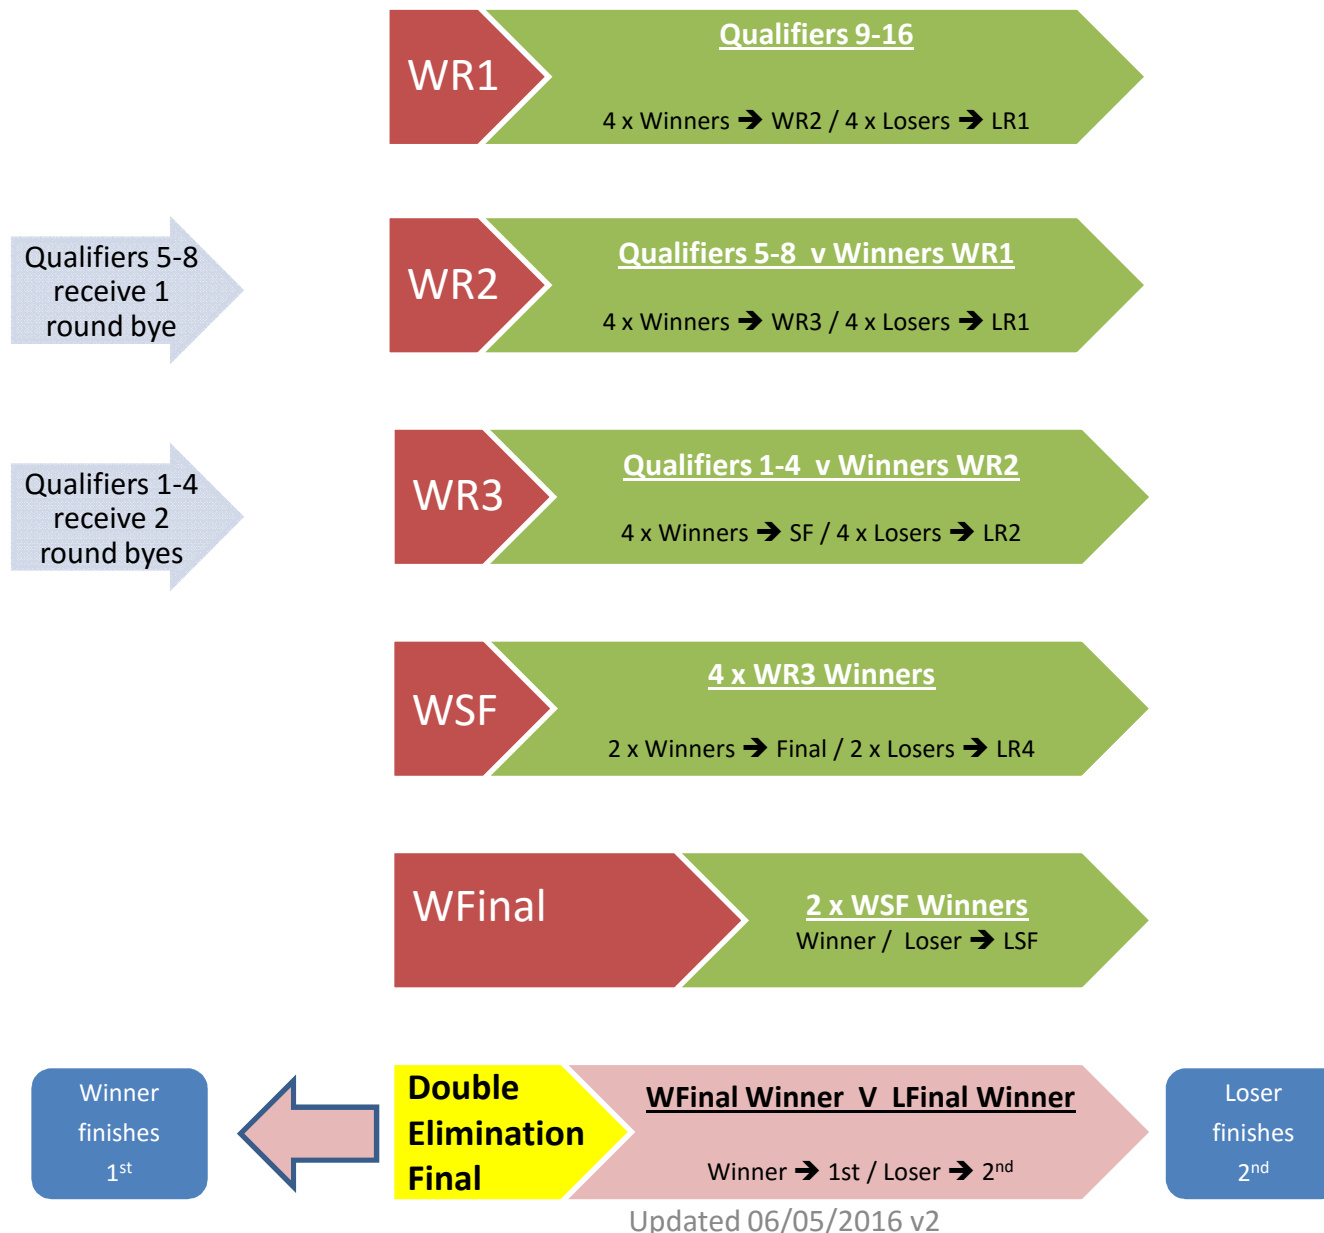 WR1
Qualifiers 9-16
4 x Winners ➔ WR2 / 4 x Losers ➔ LR1
Qualifiers 5-8
receive 1
round bye
WR2
Qualifiers 5-8 v Winners WR1
4 x Winners ➔ WR3 / 4 x Losers ➔ LR1
Qualifiers 1-4
receive 2
round byes
WR3
Qualifiers 1-4 v Winners WR2
4 x Winners ➔ SF / 4 x Losers ➔ LR2
WSF
4 x WR3 Winners
2 x Winners ➔ Final / 2 x Losers ➔ LR4
WFinal
2 x WSF Winners
Winner / Loser ➔ LSF
Winner
finishes
1st
Double
Elimination
Final
WFinal Winner V LFinal Winner
Winner ➔ 1st / Loser ➔ 2nd
Loser
finishes
2nd
Updated 06/05/2016 v2